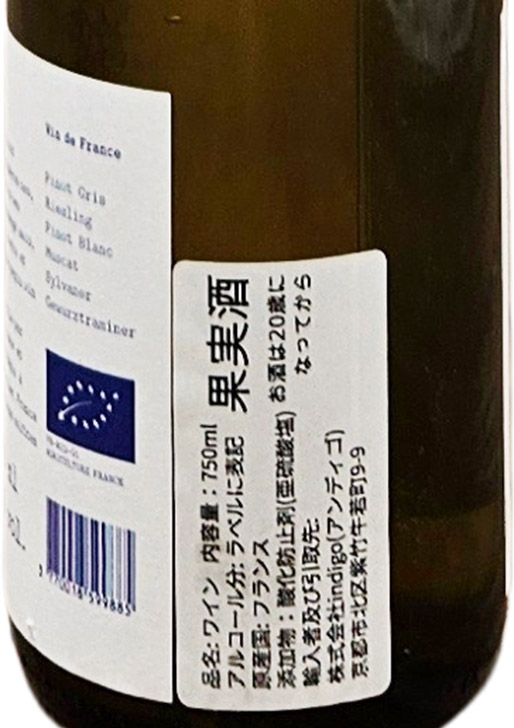 Vin de France
Pinot Gris
Riesling
Pinot Blanc
Muscat
Sylvaner
Gewurztraminer
AGRICULTURE FRANCE
果実酒
お酒は20歳に
なってから
品名:ワイン 内容量:750ml
アルコール分:ラベルに表記
原産国:フランス
添加物:酸化防止剤(亜硫酸塩)
輸入者及び引取先:
株式会社indigo(アンディゴ)
京都市北区紫竹牛若町9-9